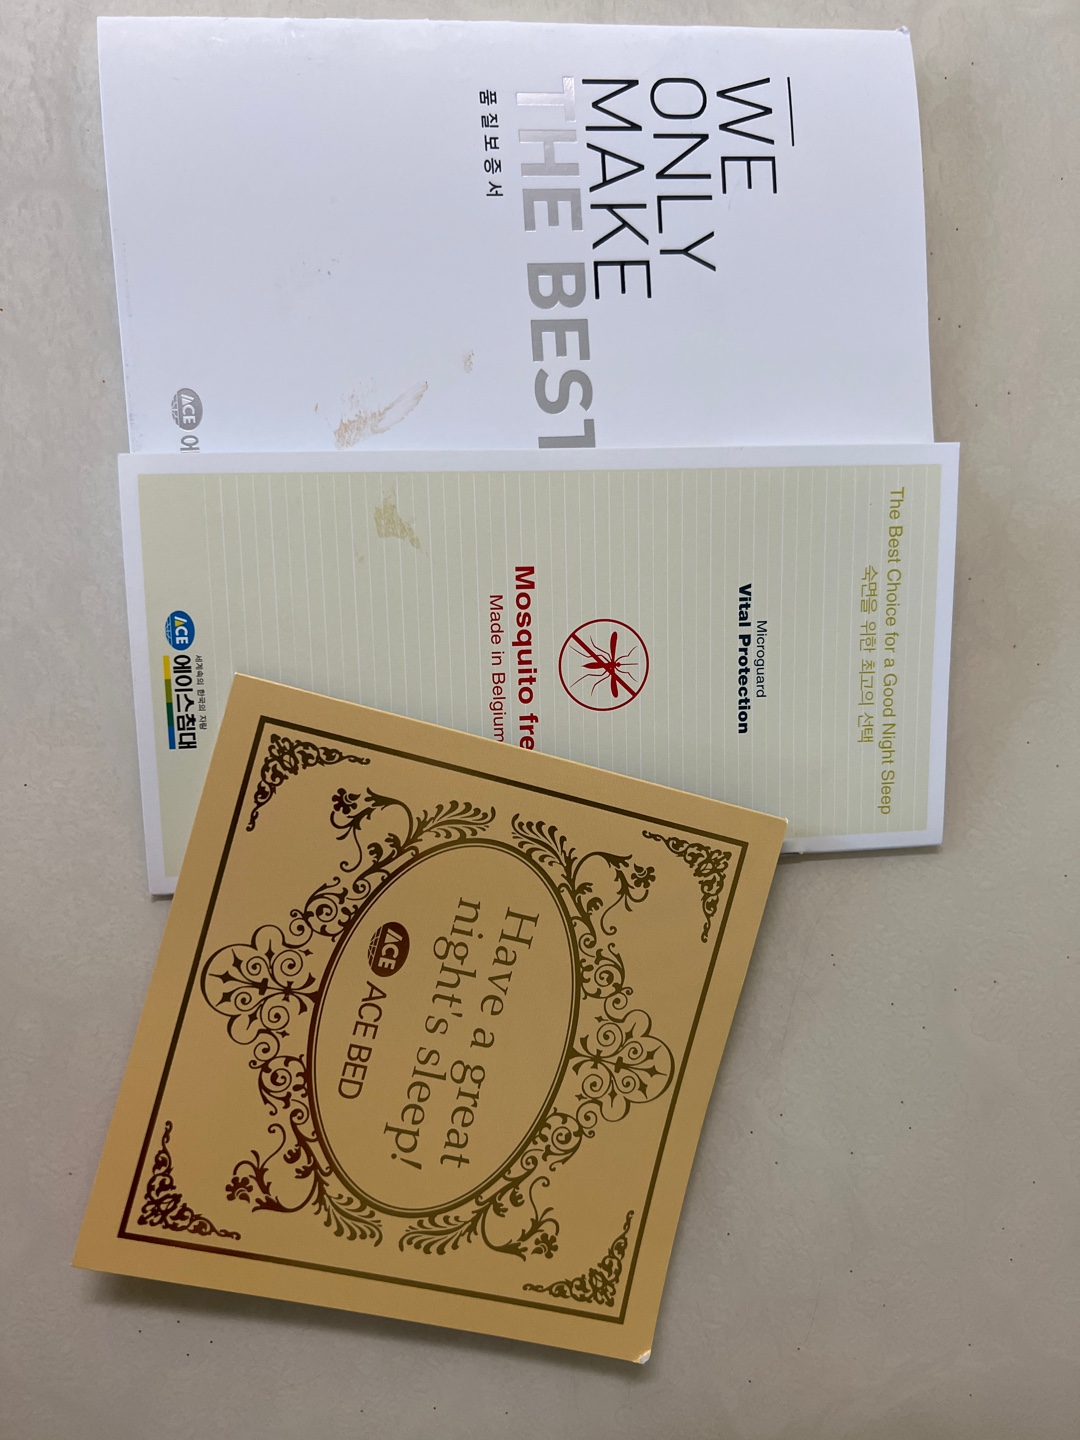 WE
ONLY
MAKE
THE BEST
품질보증서
ACE 에
The Best Choice for a Good Night Sleep
숙면을 위한 최고의 선택
Microguard
Vital Protection
Mosquito fre
Made in Belgium
세계속의 한국의 자랑
ACE 에이스침대
Have a great
night's sleep!
ACE ACE BED